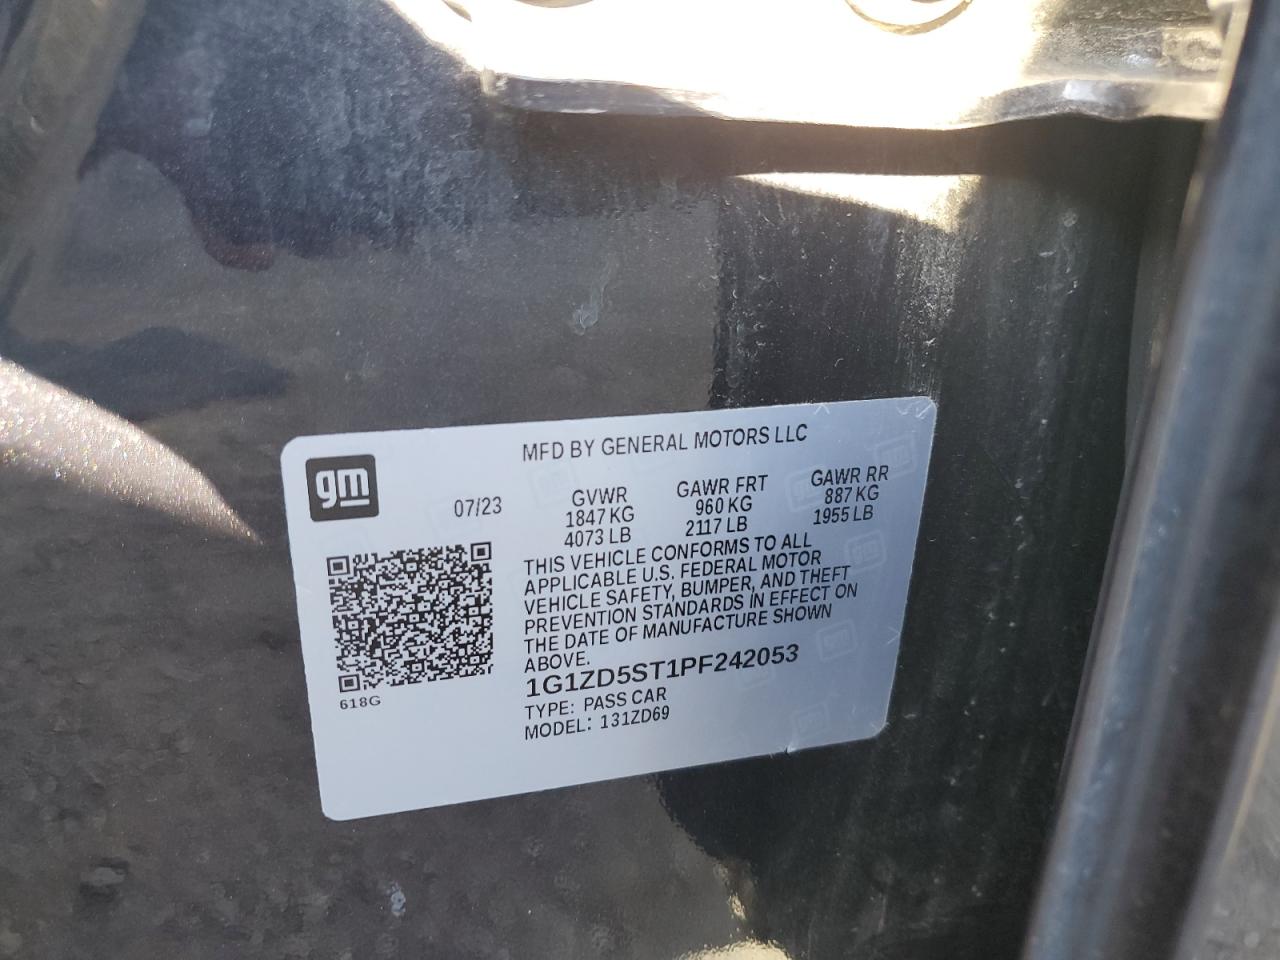 gm
MFD BY GENERAL MOTORS LLC
07/23
GVWR
1847 KG
4073 LB
GAWR FRT
960 KG
2117 LB
GAWR RR
887 KG
1955 LB
THIS VEHICLE CONFORMS TO ALL
APPLICABLE U.S. FEDERAL MOTOR
VEHICLE SAFETY, BUMPER, AND THEFT
PREVENTION STANDARDS IN EFFECT ON
THE DATE OF MANUFACTURE SHOWN
ABOVE.
1G1ZD5ST1PF242053
TYPE: PASS CAR
MODEL: 131ZD69
618G